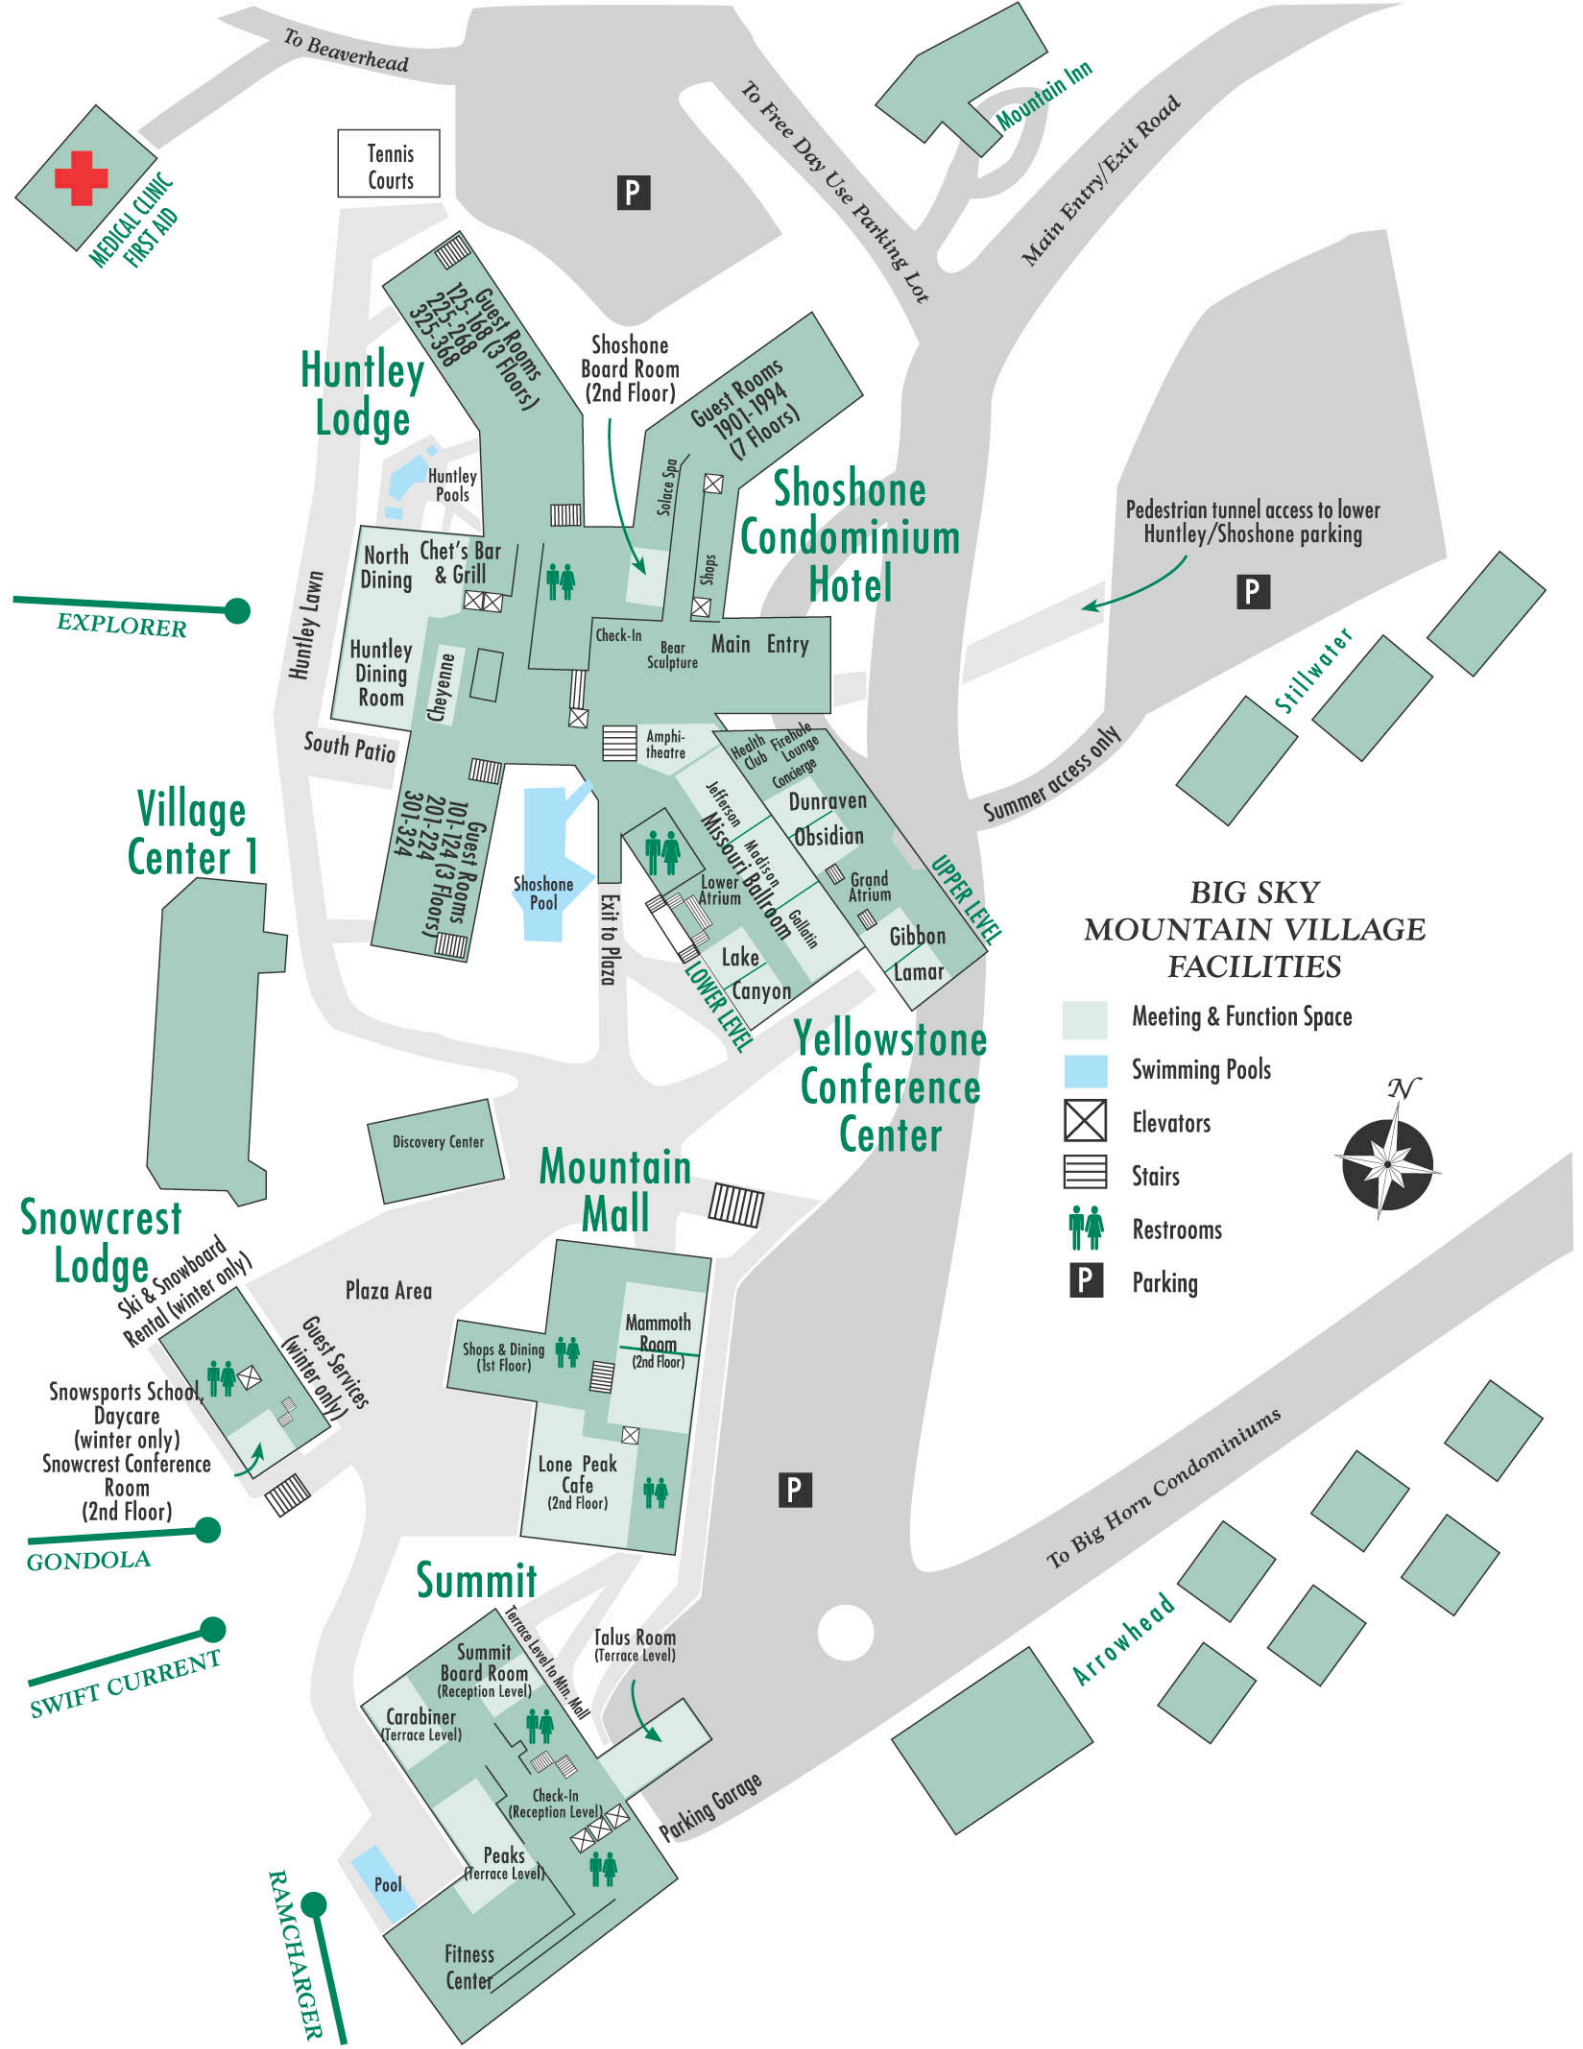 To Beaverhead
Mountain Inn
To Free Day Use Parking Lot
Main Entry/Exit Road
Tennis
Courts
P
MEDICAL CLINIC
FIRST AID
Guest Rooms
125-168 (3 Floors)
225-268
325-368
Huntley
Lodge
Shoshone
Board Room
(2nd Floor)
Guest Rooms
1901-1994
(7 Floors)
Solace Spa
Shops
Shoshone
Condominium
Hotel
Huntley
Pools
Pedestrian tunnel access to lower
Huntley/Shoshone parking
P
North
Dining
Chet's Bar
& Grill
EXPLORER
Huntley Lawn
Huntley
Dining
Room
Cheyenne
Check-In
Bear
Sculpture
Main Entry
Stillwater
South Patio
Amphi-
theatre
Health
Club
Firehole
Lounge
Concierge
Summer access only
Village
Center 1
Guest Rooms
101-124 (3 Floors)
201-224
301-324
Shoshone
Pool
Exit to Plaza
Jefferson
Missouri Ballroom
Madison
Gallatin
Dunraven
Obsidian
Lower
Atrium
Grand
Atrium
UPPER LEVEL
Gibbon
Lamar
Lake
Canyon
LOWER LEVEL
Yellowstone
Conference
Center
BIG SKY
MOUNTAIN VILLAGE
FACILITIES
Meeting & Function Space
Swimming Pools
Elevators
Stairs
Restrooms
P
Parking
N
Discovery Center
Mountain
Mall
Snowcrest
Lodge
Ski & Snowboard
Rental (winter only)
Guest Services
(winter only)
Plaza Area
Mammoth
Room
(2nd Floor)
Shops & Dining
(1st Floor)
Snowsports School,
Daycare
(winter only)
Snowcrest Conference
Room
(2nd Floor)
Lone Peak
Cafe
(2nd Floor)
P
To Big Horn Condominiums
GONDOLA
SWIFT CURRENT
Summit
Terrace Level to Mtn. Mall
Talus Room
(Terrace Level)
Summit
Board Room
(Reception Level)
Carabiner
(Terrace Level)
Arrowhead
Check-In
(Reception Level)
Parking Garage
Peaks
(Terrace Level)
Pool
RAMCHARGER
Fitness
Center